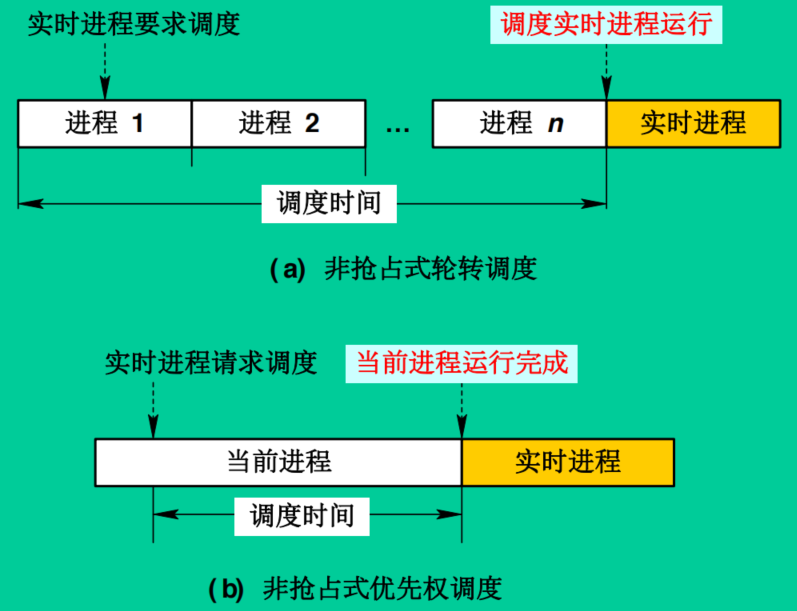 实时进程要求调度
调度实时进程运行
进程 1
进程 2
...
进程 n
实时进程
调度时间
(a) 非抢占式轮转调度
实时进程请求调度
当前进程运行完成
当前进程
实时进程
调度时间
(b) 非抢占式优先权调度